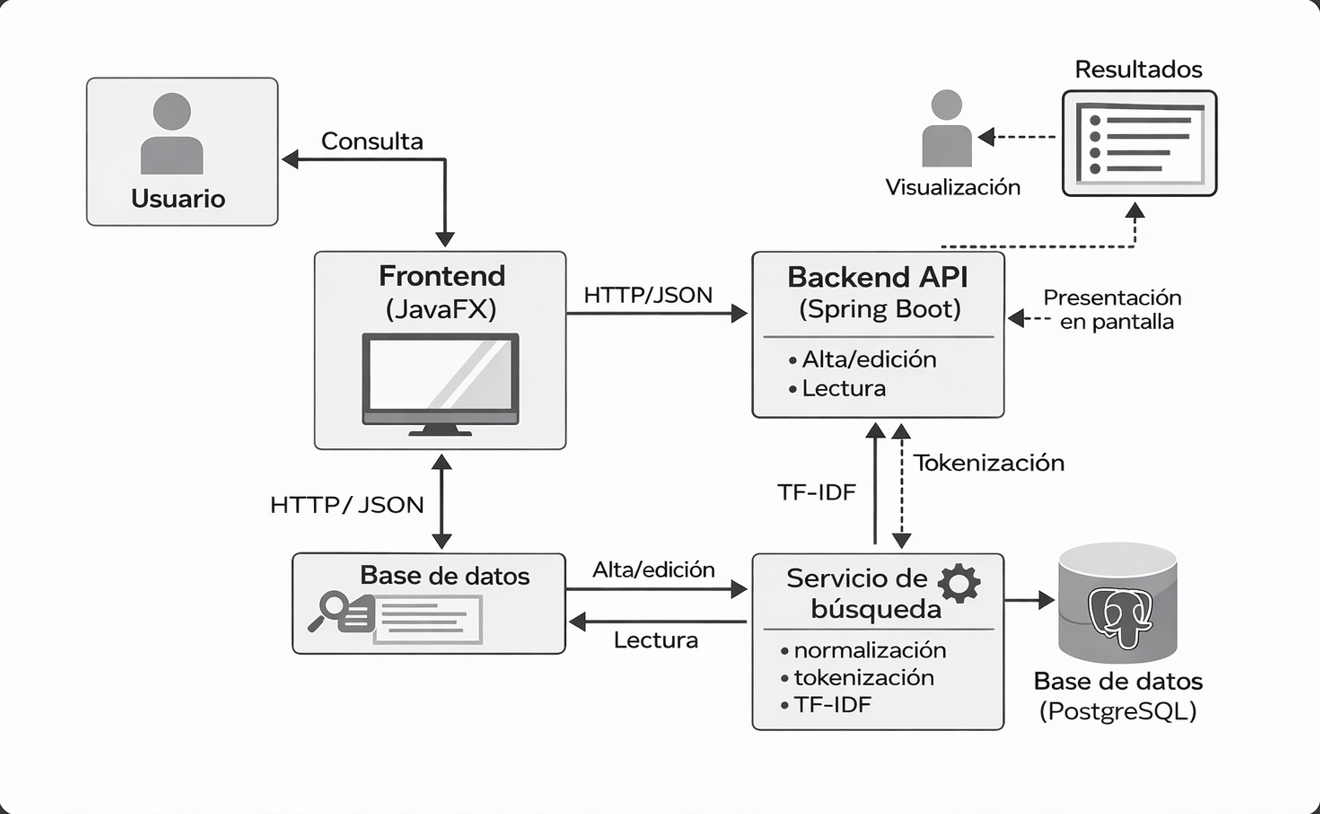 Resultados
Consulta
Usuario
Visualización
Frontend
(JavaFX)
HTTP/JSON
Backend API
(Spring Boot)
• Alta/edición
• Lectura
Presentación
en pantalla
HTTP/ JSON
TF-IDF
Tokenización
Base de datos
Alta/edición
Lectura
Servicio de
búsqueda
• normalización
• tokenización
• TF-IDF
Base de datos
(PostgreSQL)